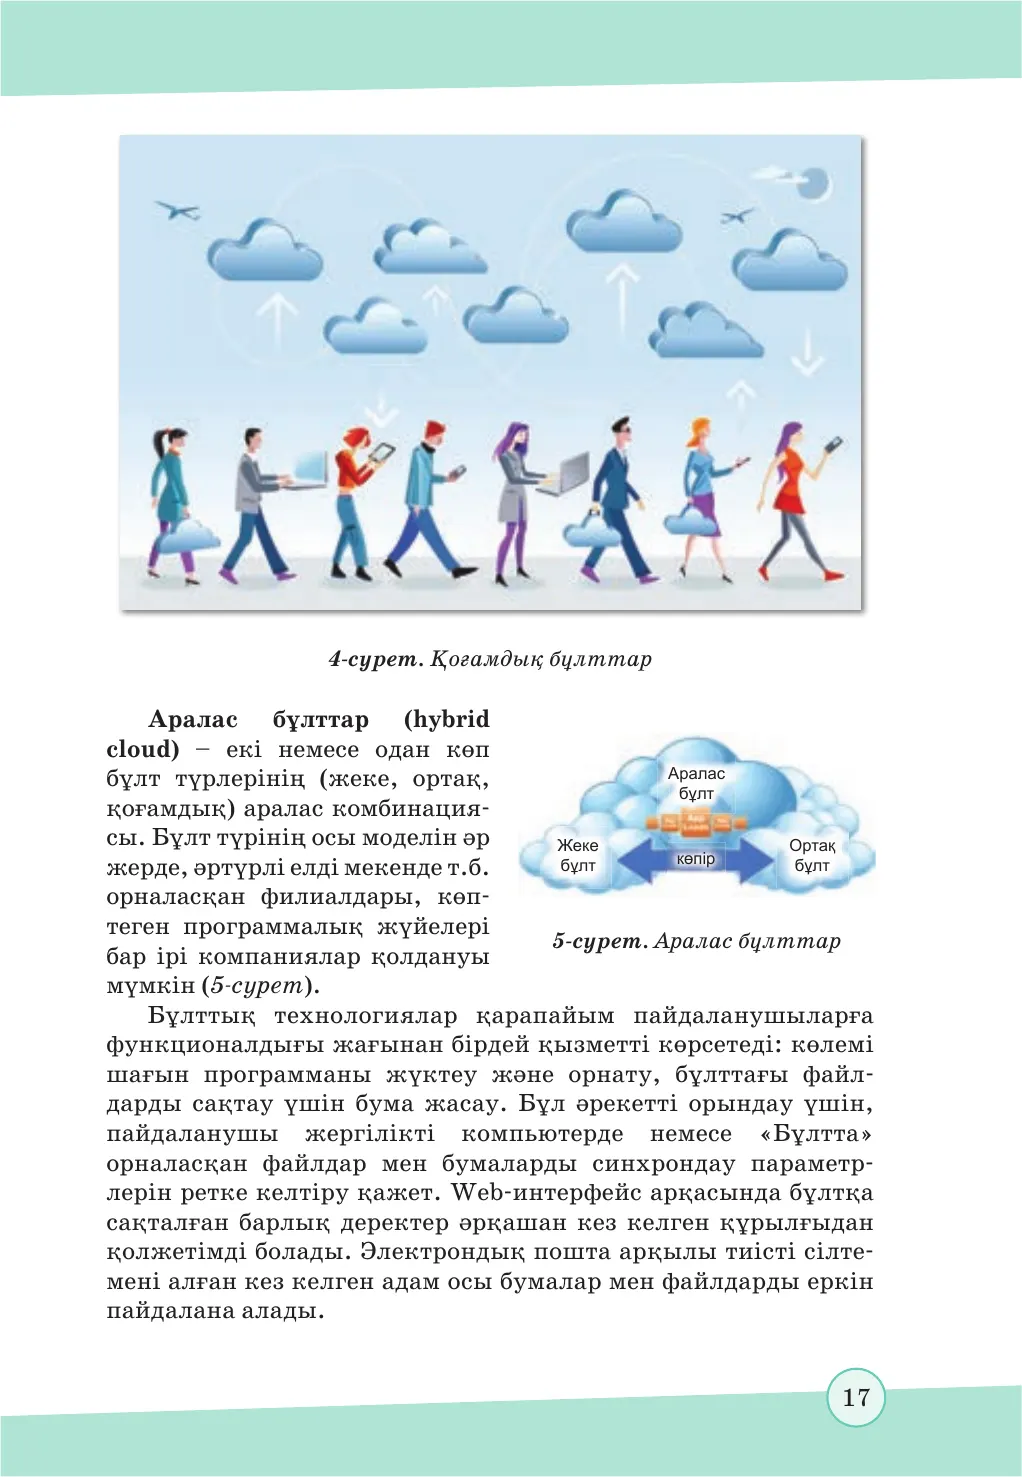 4-сурет. Қоғамдық бұлттар
Аралас бұлттар (hybrid
cloud) – екі немесе одан көп
бұлт түрлерінің (жеке, ортақ,
қоғамдық) аралас комбинация-
сы. Бұлт түрінің осы моделін әр
жерде, әртүрлі елді мекенде т.б.
орналасқан филиалдары, көп-
теген программалық жүйелері
бар ірі компаниялар қолдануы
мүмкін (5-сурет).
Аралас
бұлт
Жеке
бұлт
көпір
Ортақ
бұлт
5-сурет. Аралас бұлттар
Бұлттық технологиялар қарапайым пайдаланушыларға
функционалдығы жағынан бірдей қызметті көрсетеді: көлемі
шағын программаны жүктеу және орнату, бұлттағы файл-
дарды сақтау үшін бума жасау. Бұл әрекетті орындау үшін,
пайдаланушы жергілікті компьютерде немесе «Бұлтта»
орналасқан файлдар мен бумаларды синхрондау параметр-
лерін ретке келтіру қажет. Web-интерфейс арқасында бұлтқа
сақталған барлық деректер әрқашан кез келген құрылғыдан
қолжетімді болады. Электрондық пошта арқылы тиісті сілте-
мені алған кез келген адам осы бумалар мен файлдарды еркін
пайдалана алады.
17